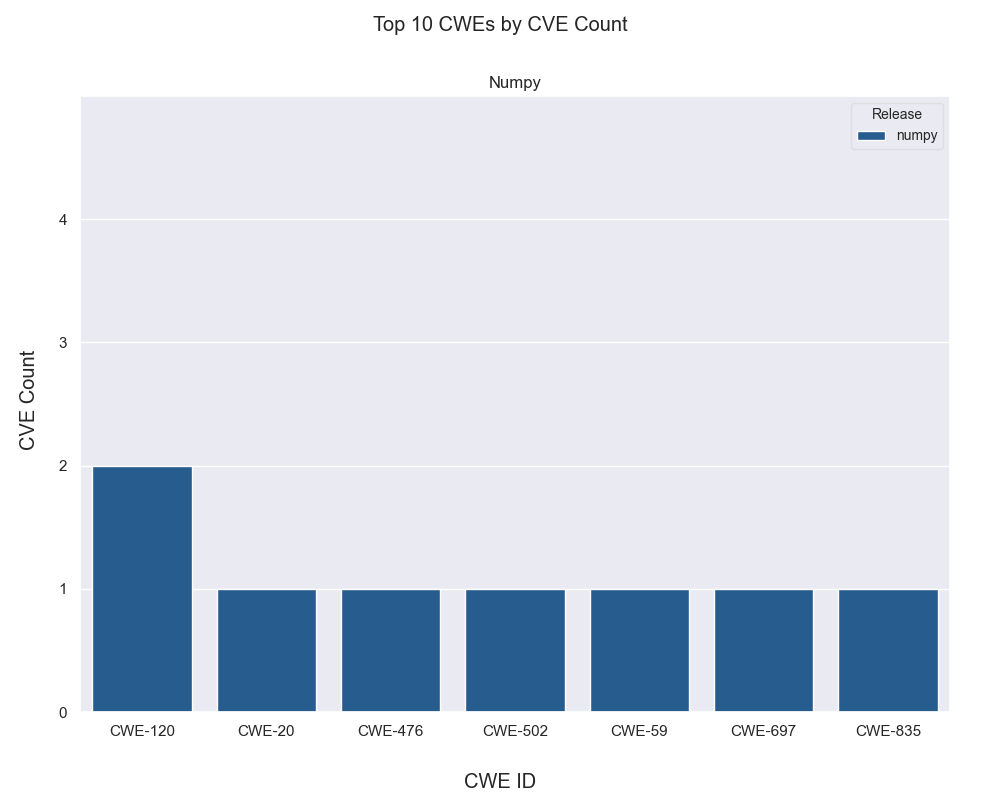 Top 10 CWEs by CVE Count
Numpy
Release
numpy
4
3
2
1
0
CVE Count
CWE-120 CWE-20 CWE-476 CWE-502 CWE-59 CWE-697 CWE-835
CWE ID